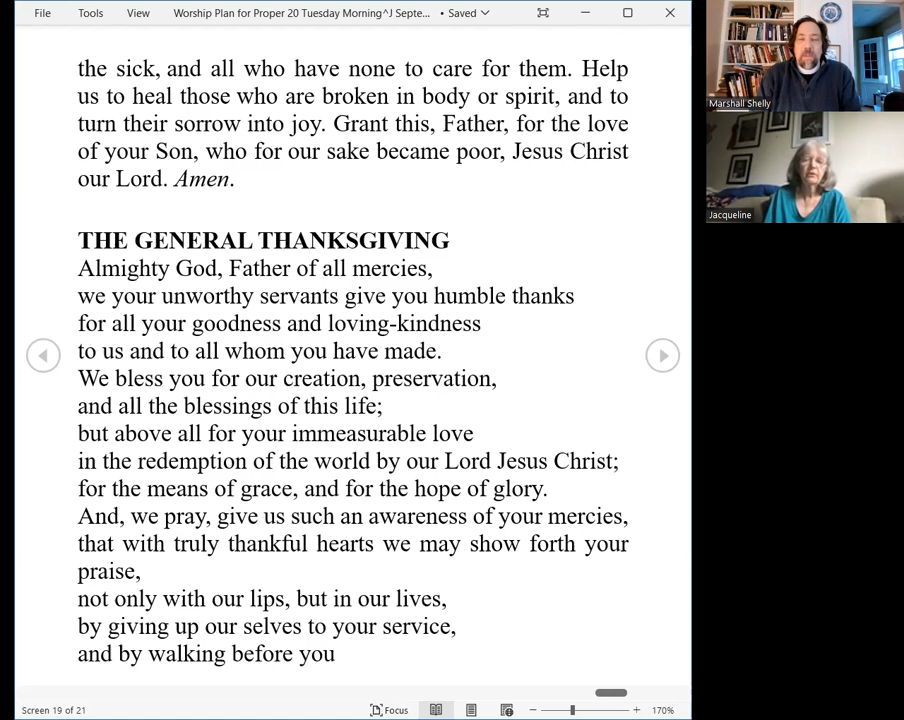 File Tools View Worship Plan for Proper 20 Tuesday Morning^J Septe... • Saved
the sick, and all who have none to care for them. Help
us to heal those who are broken in body or spirit, and to
turn their sorrow into joy. Grant this, Father, for the love
of your Son, who for our sake became poor, Jesus Christ
our Lord. Amen.
THE GENERAL THANKSGIVING
Almighty God, Father of all mercies,
we your unworthy servants give you humble thanks
for all your goodness and loving-kindness
to us and to all whom you have made.
We bless you for our creation, preservation,
and all the blessings of this life;
but above all for your immeasurable love
in the redemption of the world by our Lord Jesus Christ;
for the means of grace, and for the hope of glory.
And, we pray, give us such an awareness of your mercies,
that with truly thankful hearts we may show forth your
praise,
not only with our lips, but in our lives,
by giving up our selves to your service,
and by walking before you
Screen 19 of 21 Focus 170%
Marshall Shelly
Jacqueline